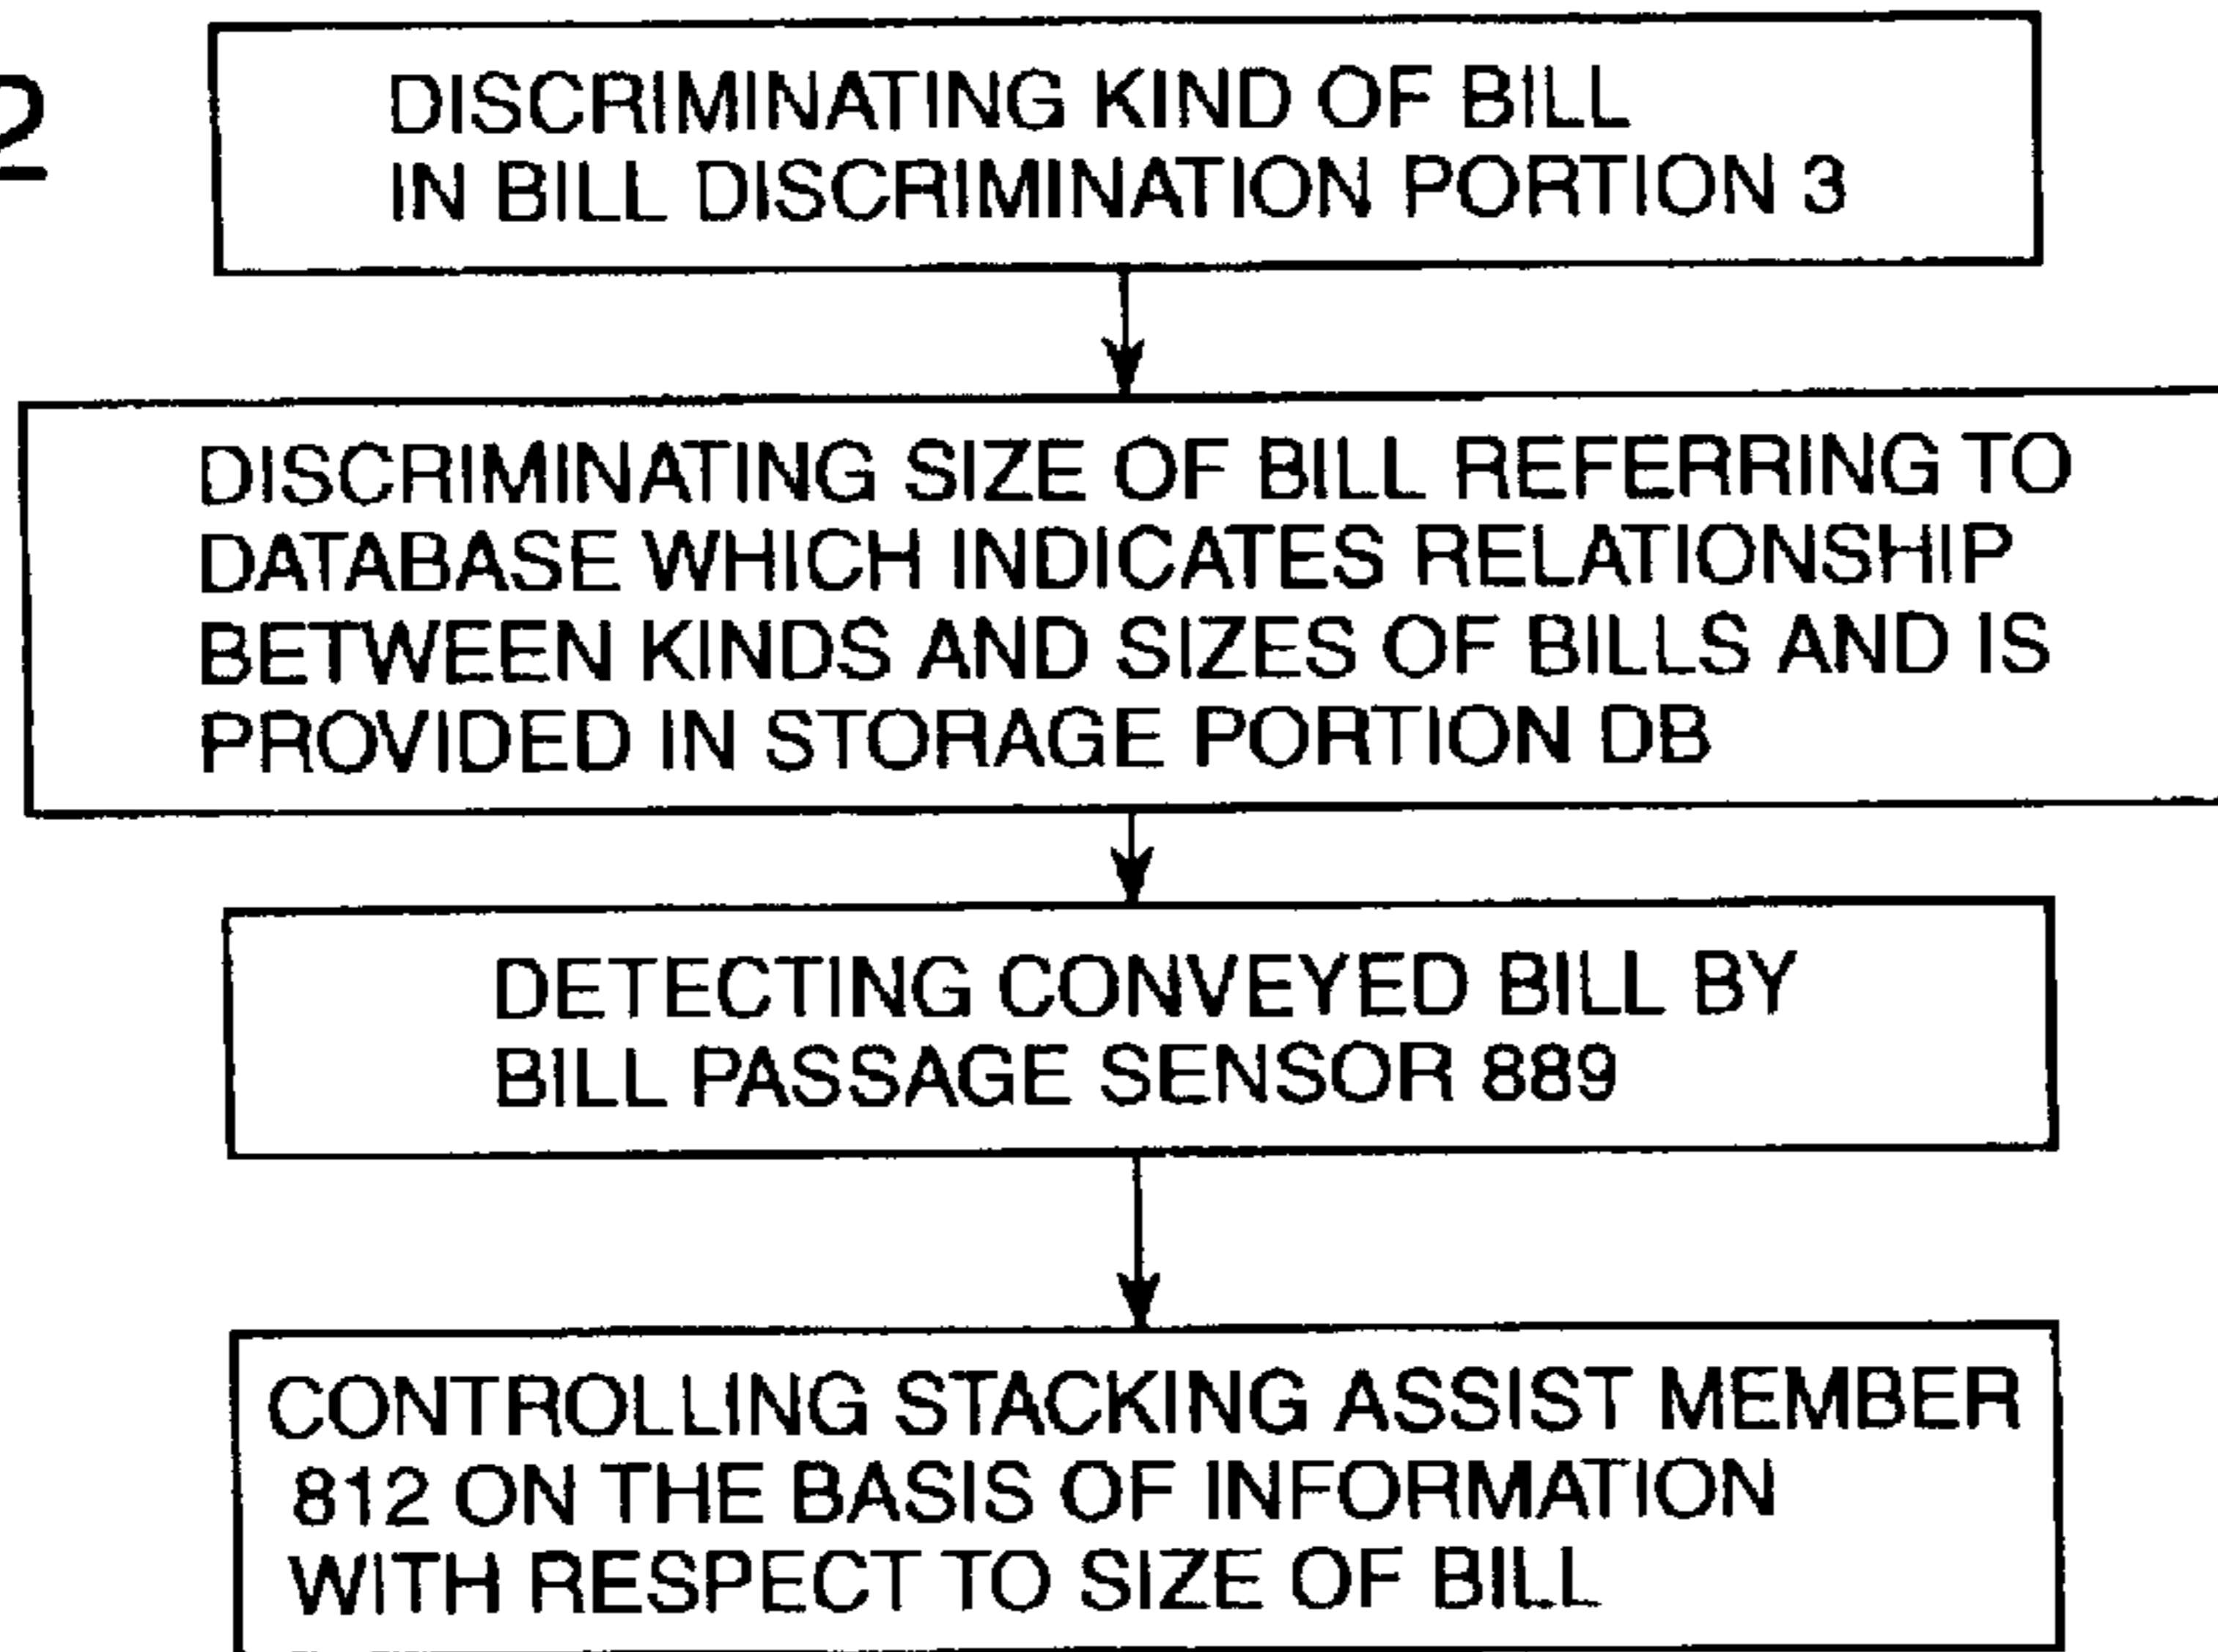 2
DISCRIMINATING KIND OF BILL
IN BILL DISCRIMINATION PORTION 3
DISCRIMINATING SIZE OF BILL REFERRING TO
DATABASE WHICH INDICATES RELATIONSHIP
BETWEEN KINDS AND SIZES OF BILLS AND IS
PROVIDED IN STORAGE PORTION DB
DETECTING CONVEYED BILL BY
BILL PASSAGE SENSOR 889
CONTROLLING STACKING ASSIST MEMBER
812 ON THE BASIS OF INFORMATION
WITH RESPECT TO SIZE OF BILL